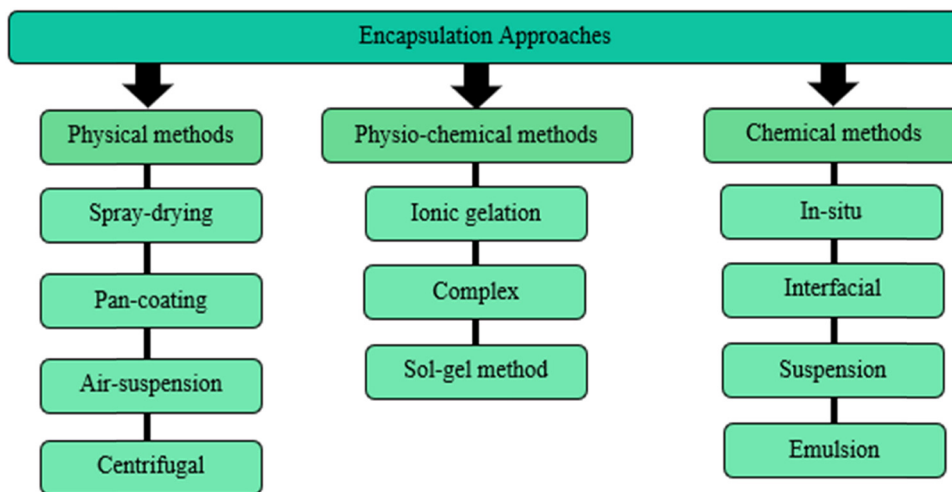 Encapsulation Approaches
Physical methods
Spray-drying
Pan-coating
Air-suspension
Centrifugal
Physio-chemical methods
Ionic gelation
Complex
Sol-gel method
Chemical methods
In-situ
Interfacial
Suspension
Emulsion